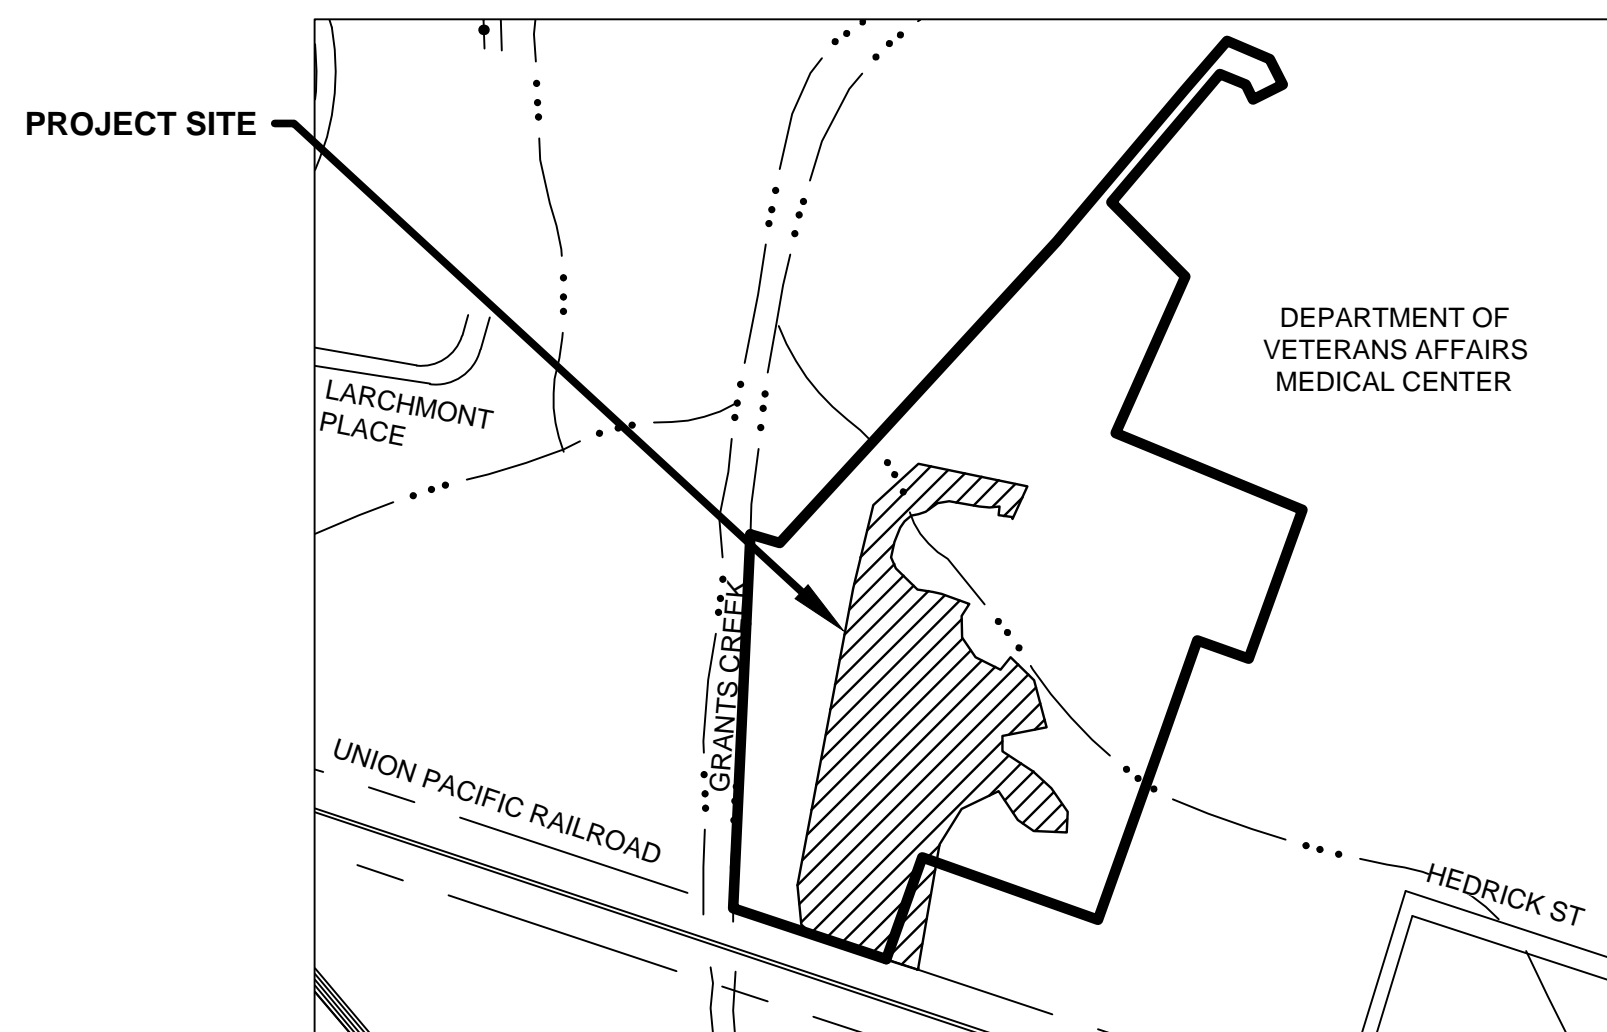 PROJECT SITE
DEPARTMENT OF
VETERANS AFFAIRS
MEDICAL CENTER
LARCHMONT
PLACE
GRANTS CREEK
UNION PACIFIC RAILROAD
HEDRICK ST